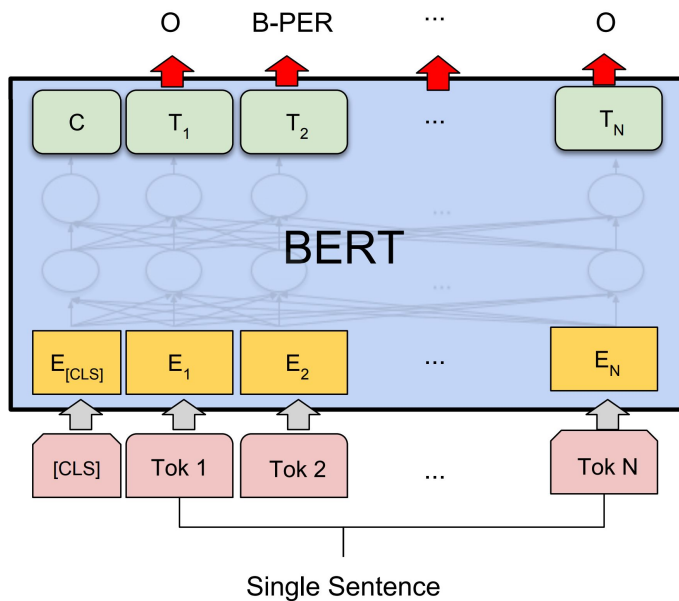 O B-PER ... O
C T1 T2 ... TN
...
BERT
...
E[CLS] E1 E2 ... EN
[CLS] Tok 1 Tok 2 ... Tok N
Single Sentence